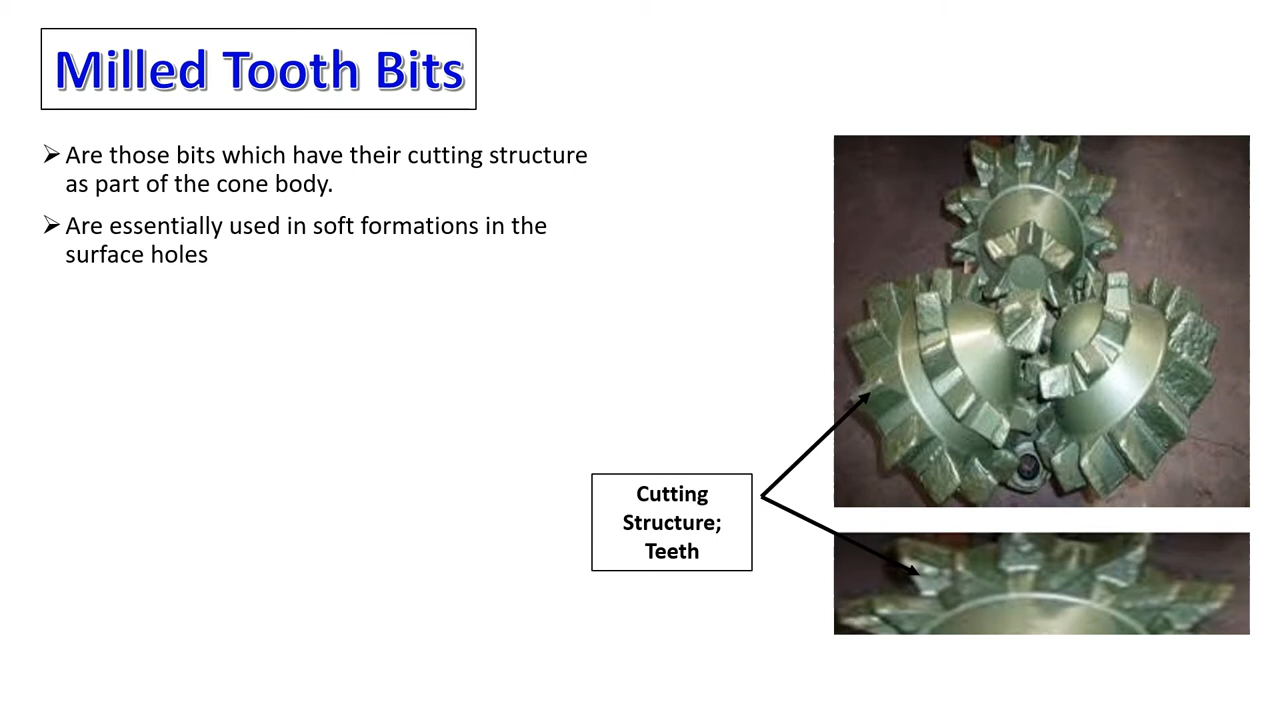 Milled Tooth Bits
➢ Are those bits which have their cutting structure
as part of the cone body.
➢ Are essentially used in soft formations in the
surface holes
Cutting
Structure;
Teeth